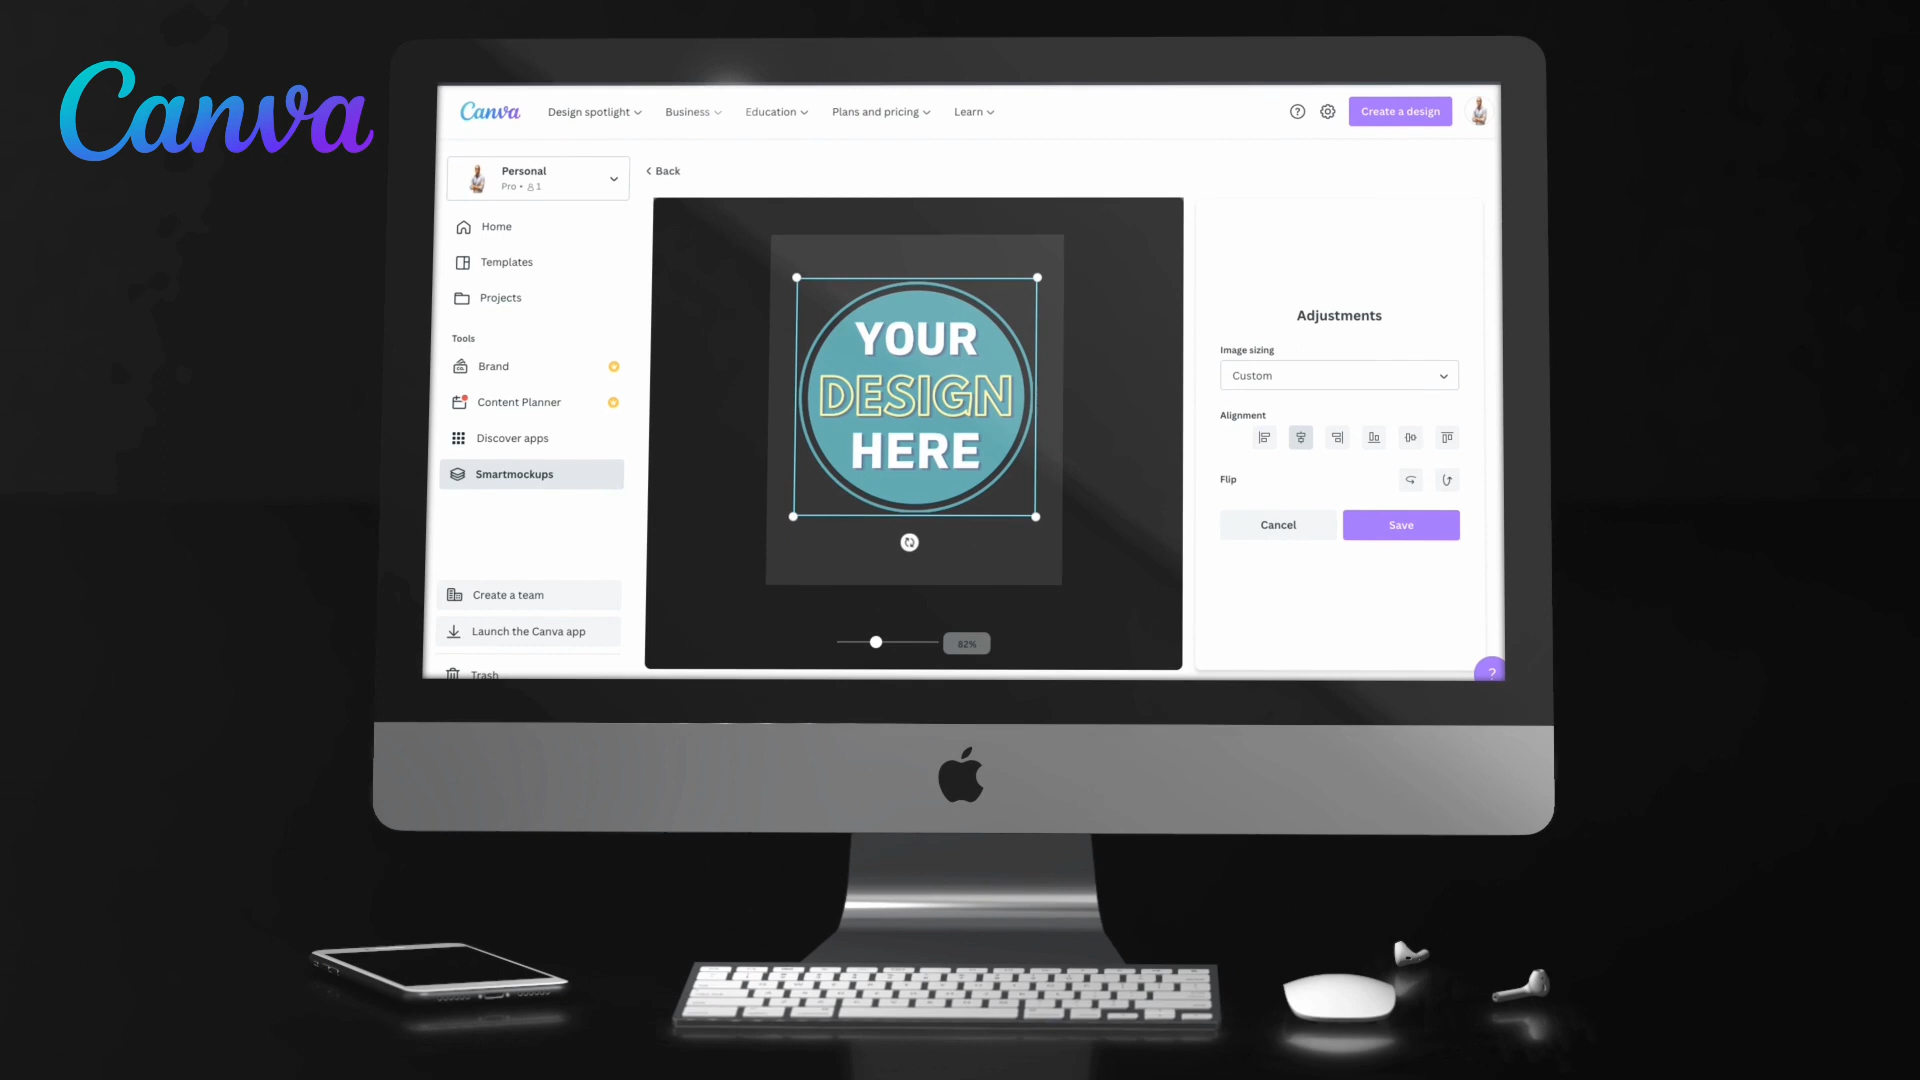 Canva
Canva
Design spotlight
Business
Education
Plans and pricing
Learn
Create a design
Personal
Pro • 1
Back
Home
Templates
Projects
Tools
Brand
Content Planner
Discover apps
Smartmockups
Create a team
Launch the Canva app
Trash
YOUR
DESIGN
HERE
82%
Adjustments
Image sizing
Custom
Alignment
Flip
Cancel
Save
?